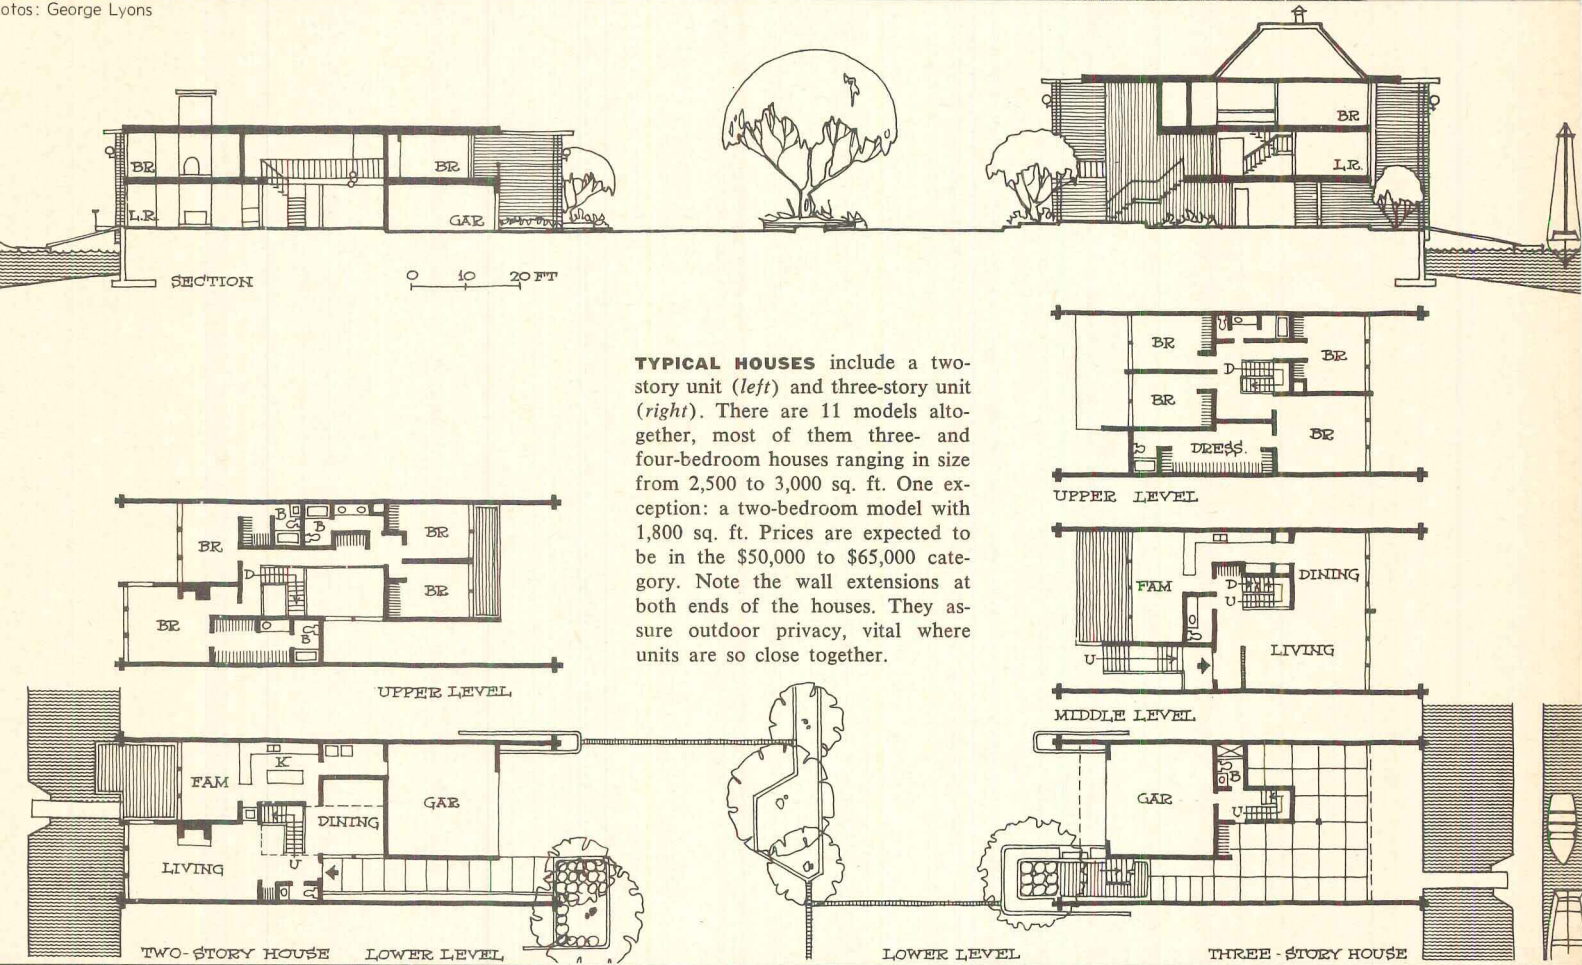 otos: George Lyons
BR
BR
L.R.
GAR
BR
L.R.
SECTION
0 10 20 FT
TYPICAL HOUSES include a two-
story unit (left) and three-story unit
(right). There are 11 models alto-
gether, most of them three- and
four-bedroom houses ranging in size
from 2,500 to 3,000 sq. ft. One ex-
ception: a two-bedroom model with
1,800 sq. ft. Prices are expected to
be in the $50,000 to $65,000 cate-
gory. Note the wall extensions at
both ends of the houses. They as-
sure outdoor privacy, vital where
units are so close together.
BR
BR
D
BR
BR
DRESS.
UPPER LEVEL
B
B
BR
BR
D
BR
BR
B
UPPER LEVEL
FAM
D
U
DINING
U
LIVING
MIDDLE LEVEL
FAM
K
GAR
DINING
LIVING
U
TWO-STORY HOUSE LOWER LEVEL
GAR
B
U
LOWER LEVEL THREE-STORY HOUSE